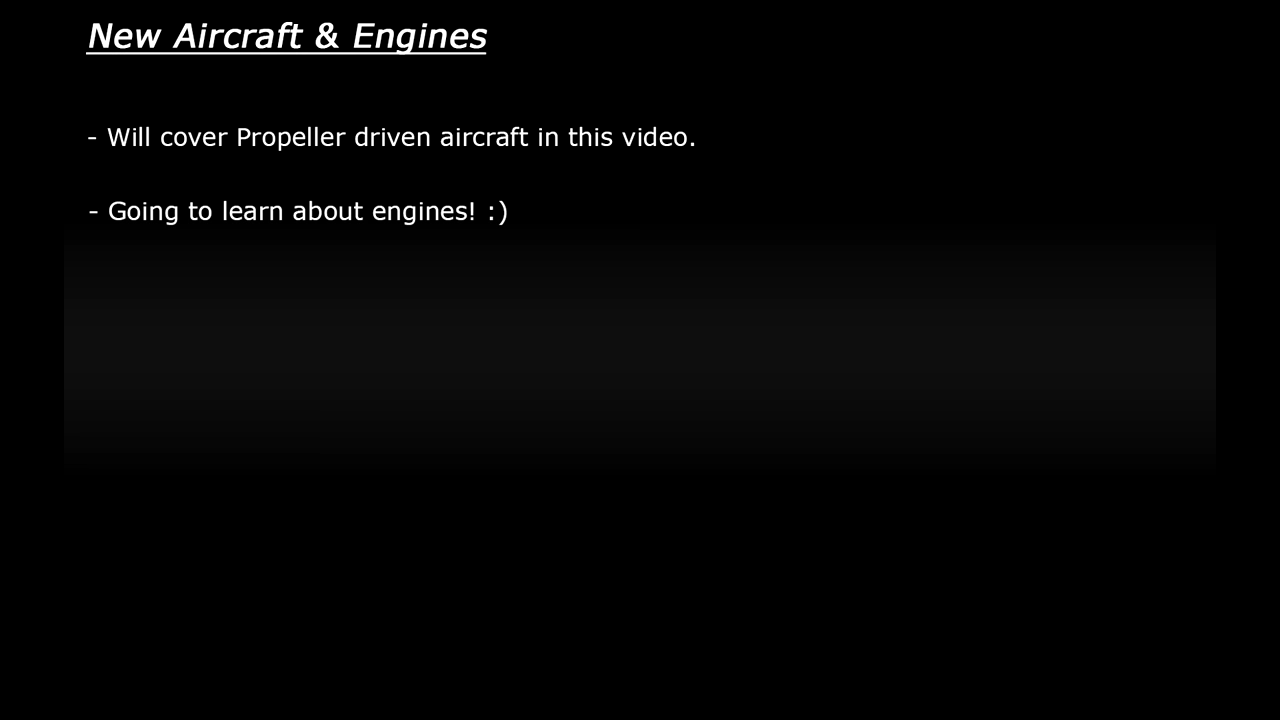 New Aircraft & Engines
- Will cover Propeller driven aircraft in this video.
- Going to learn about engines! :)